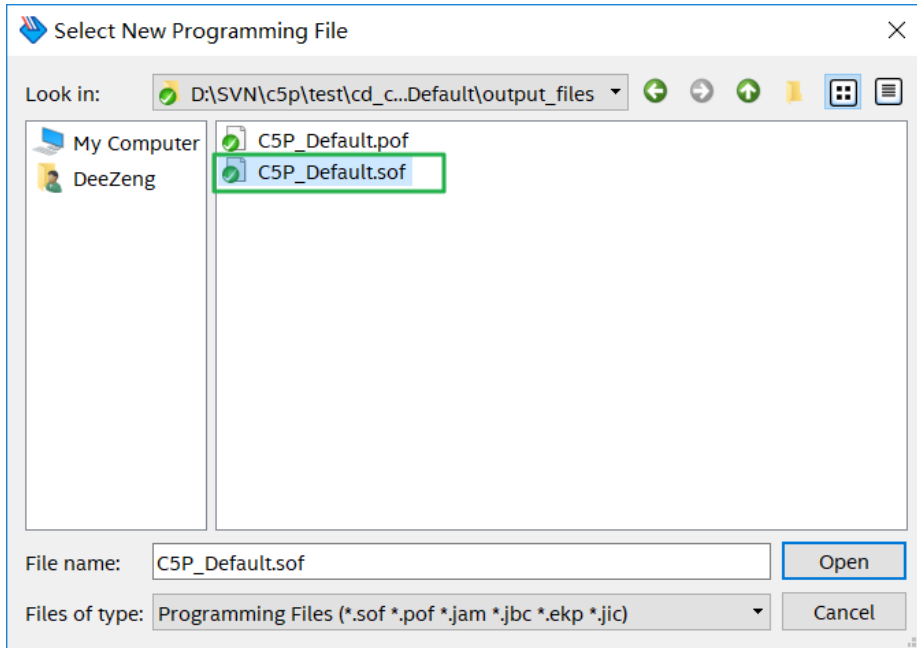 Select New Programming File
Look in: D:\SVN\c5p\test\cd_c...Default\output_files
My Computer
DeeZeng
C5P_Default.pof
C5P_Default.sof
File name: C5P_Default.sof Open
Files of type: Programming Files (*.sof *.pof *.jam *.jbc *.ekp *.jic) Cancel